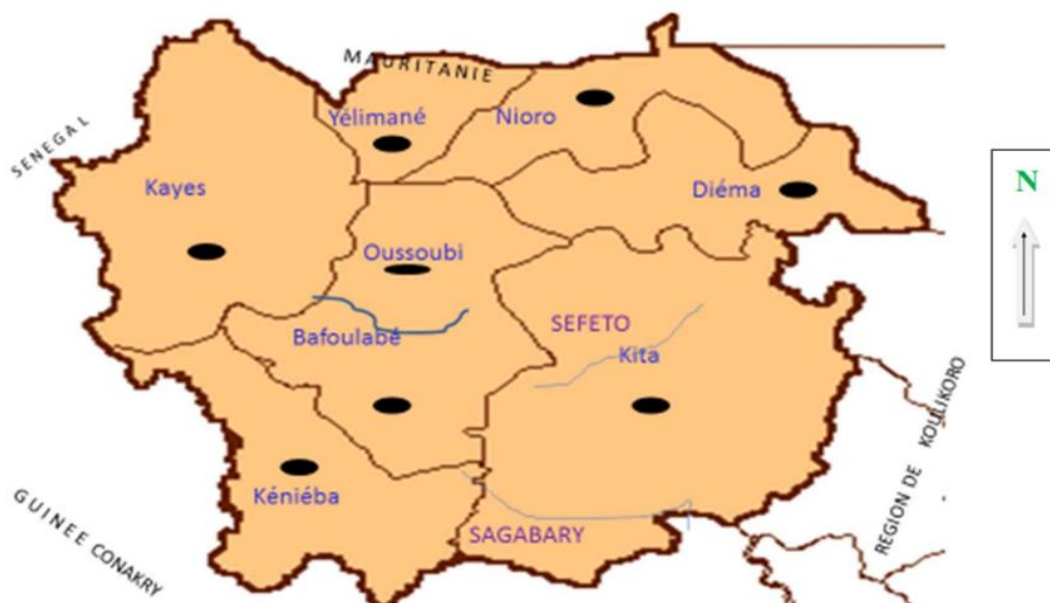 MAURITANIE
SENEGAL
Yélimané
Nioro
Kayes
Diéma
N
Oussoubi
SEFETO
Bafoulabé
Kita
REGION DE KOULIKORO
Kéniéba
GUINEE CONAKRY
SAGABARY